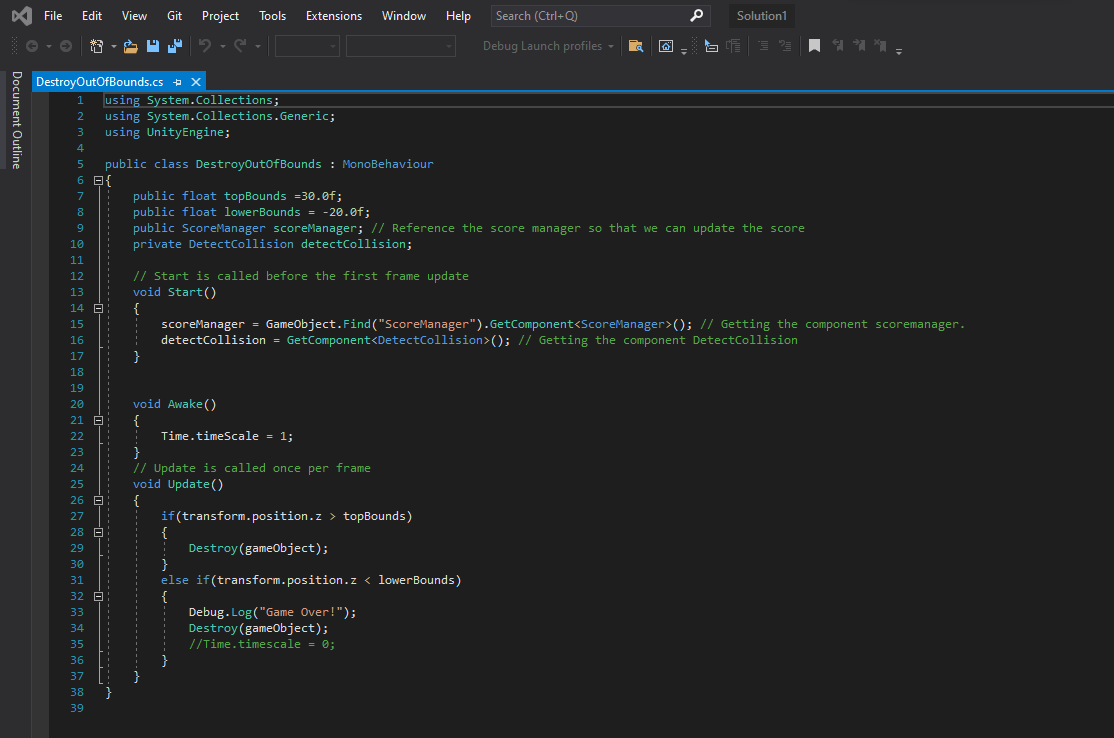 File Edit View Git Project Tools Extensions Window Help Search (Ctrl+Q) Solution1
Debug Launch profiles
DestroyOutOfBounds.cs
Document Outline
1 using System.Collections;
2 using System.Collections.Generic;
3 using UnityEngine;
4
5 public class DestroyOutOfBounds : MonoBehaviour
6 {
7 public float topBounds =30.0f;
8 public float lowerBounds = -20.0f;
9 public ScoreManager scoreManager; // Reference the score manager so that we can update the score
10 private DetectCollision detectCollision;
11
12 // Start is called before the first frame update
13 void Start()
14 {
15 scoreManager = GameObject.Find("ScoreManager").GetComponent<ScoreManager>(); // Getting the component scoremanager.
16 detectCollision = GetComponent<DetectCollision>(); // Getting the component DetectCollision
17 }
18
19
20 void Awake()
21 {
22 Time.timeScale = 1;
23 }
24 // Update is called once per frame
25 void Update()
26 {
27 if(transform.position.z > topBounds)
28 {
29 Destroy(gameObject);
30 }
31 else if(transform.position.z < lowerBounds)
32 {
33 Debug.Log("Game Over!");
34 Destroy(gameObject);
35 //Time.timescale = 0;
36 }
37 }
38 }
39